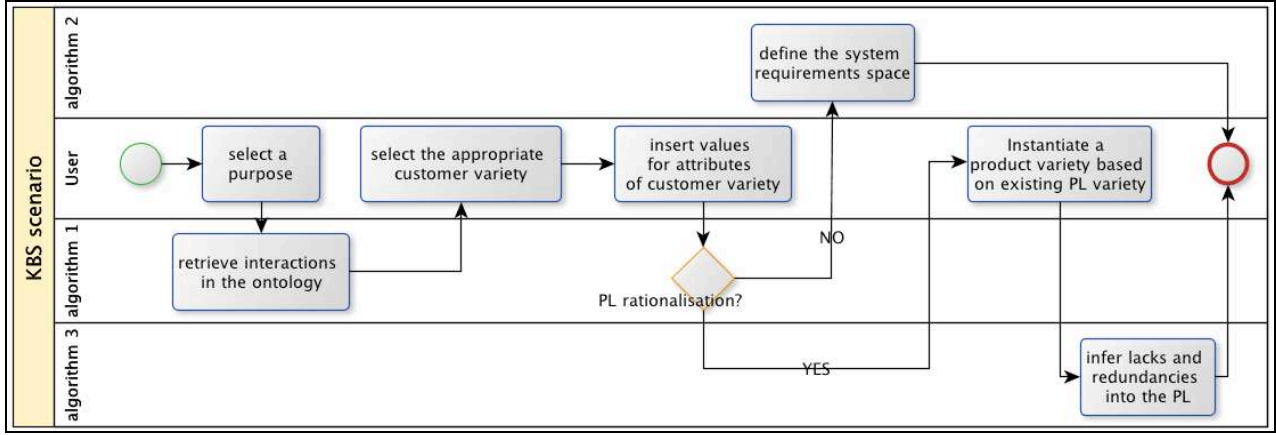 KBS scenario
algorithm 2
define the system
requirements space
User
select a
purpose
select the appropriate
customer variety
insert values
for attributes
of customer variety
Instantiate a
product variety based
on existing PL variety
algorithm 1
retrieve interactions
in the ontology
NO
PL rationalisation?
algorithm 3
YES
infer lacks and
redundancies
into the PL